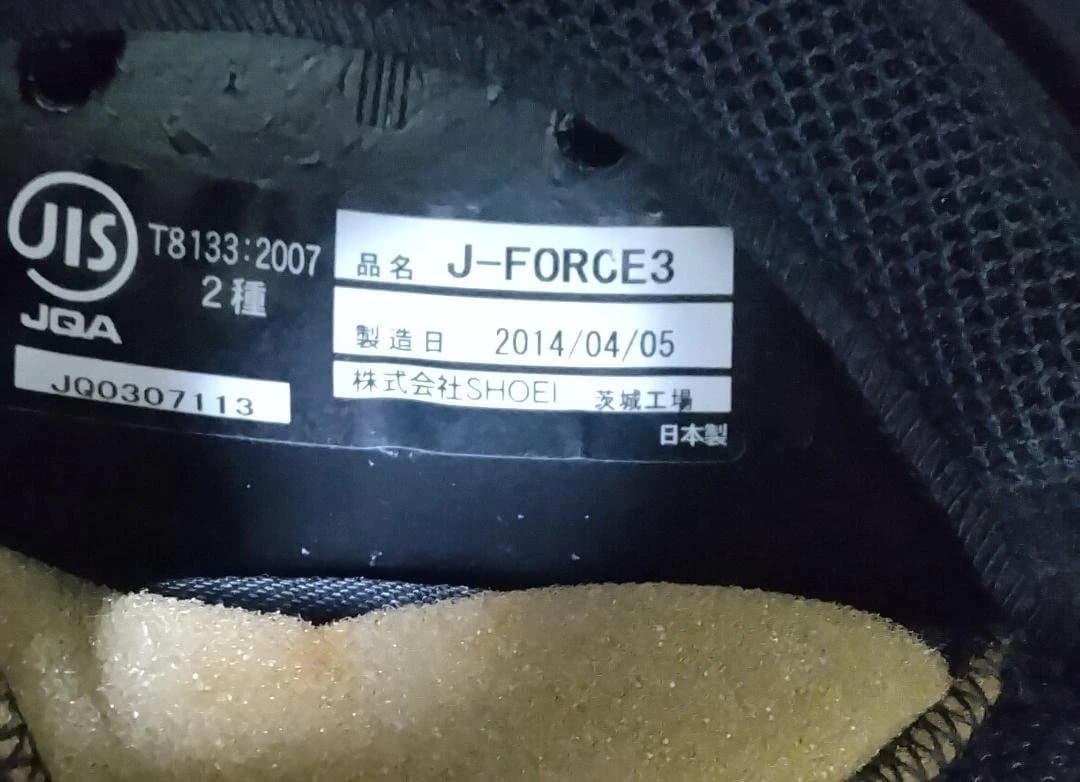 JIS
JQA
T8133:2007
2種
JQ0307113
品名 J-FORCE3
製造日 2014/04/05
株式会社SHOEI 茨城工場
日本製